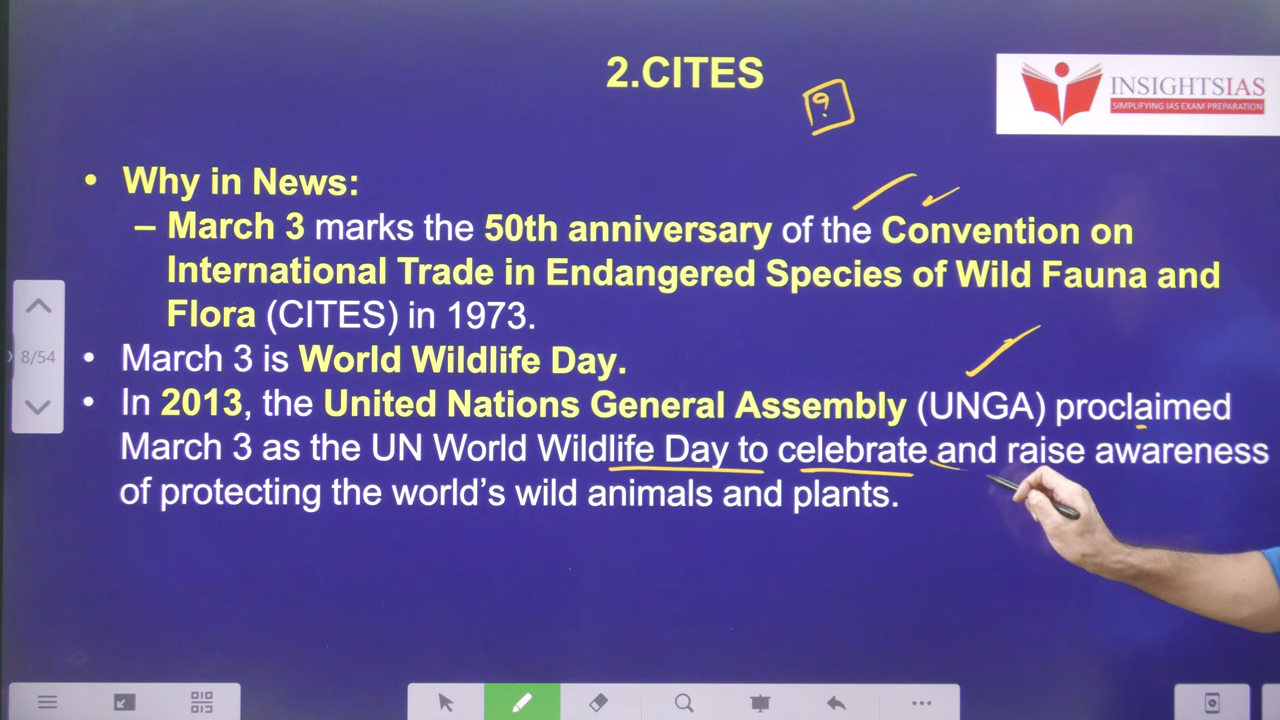 2.CITES
?
INSIGHTSIAS
SIMPLIFYING IAS EXAM PREPARATION
• Why in News:
– March 3 marks the 50th anniversary of the Convention on
International Trade in Endangered Species of Wild Fauna and
Flora (CITES) in 1973.
• March 3 is World Wildlife Day.
• In 2013, the United Nations General Assembly (UNGA) proclaimed
March 3 as the UN World Wildlife Day to celebrate and raise awareness
of protecting the world's wild animals and plants.
8/54